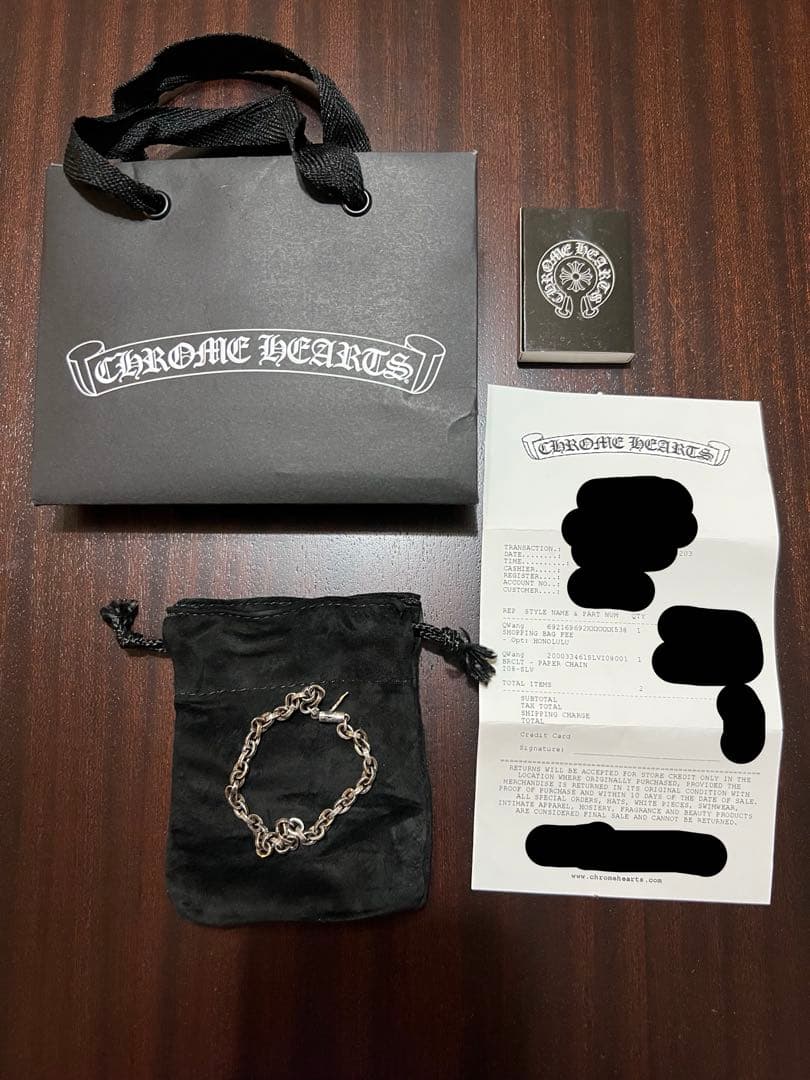 CHROME HEARTS
CHROME HEARTS
CHROME HEARTS
TRANSACTION.:
DATE.......: 203
TIME.........:
CASHIER....:
REGISTER...:
ACCOUNT NO.:
CUSTOMER....:
REP STYLE NAME & PART NUM QTY
QWang 692169692XXXXXX538 1
SHOPPING BAG FEE
- Opt: HONOLULU
QWang 200033461SLVI08001 1
BRCLT - PAPER CHAIN
I08-SLV
TOTAL ITEMS 2
SUBTOTAL
TAX TOTAL
SHIPPING CHARGE
TOTAL
Credit Card
Signature:
RETURNS WILL BE ACCEPTED FOR STORE CREDIT ONLY IN THE
LOCATION WHERE ORIGINALLY PURCHASED, PROVIDED THE
MERCHANDISE IS RETURNED IN ITS ORIGINAL CONDITION WITH
PROOF OF PURCHASE AND WITHIN 10 DAYS OF THE DATE OF SALE.
ALL SPECIAL ORDERS, HATS, WHITE PIECES, SWIMWEAR,
INTIMATE APPAREL, HOSIERY, FRAGRANCE AND BEAUTY PRODUCTS
ARE CONSIDERED FINAL SALE AND CANNOT BE RETURNED.
www.chromehearts.com